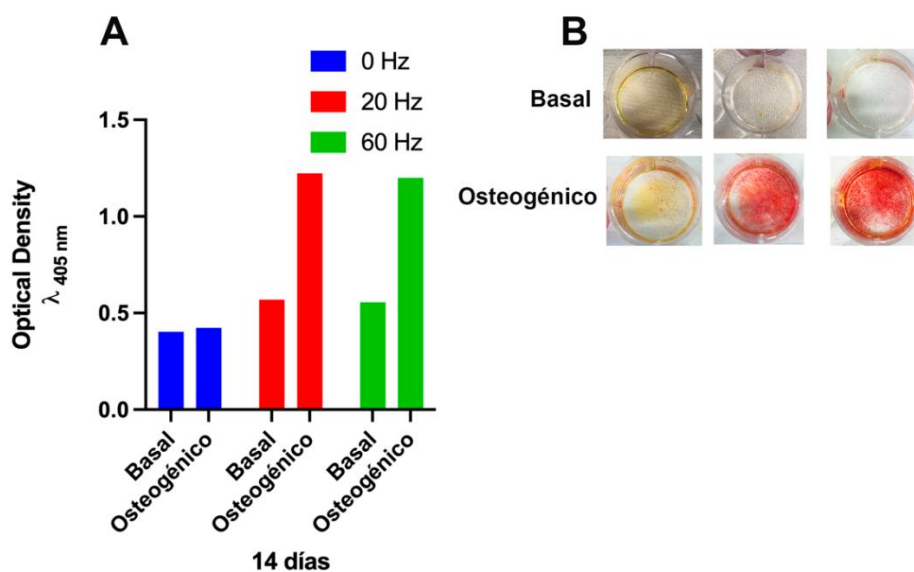 A
0 Hz
20 Hz
60 Hz
Optical Density
λ 405 nm
1.5
1.0
0.5
0.0
Basal
Osteogénico
Basal
Osteogénico
Basal
Osteogénico
14 días
B
Basal
Osteogénico